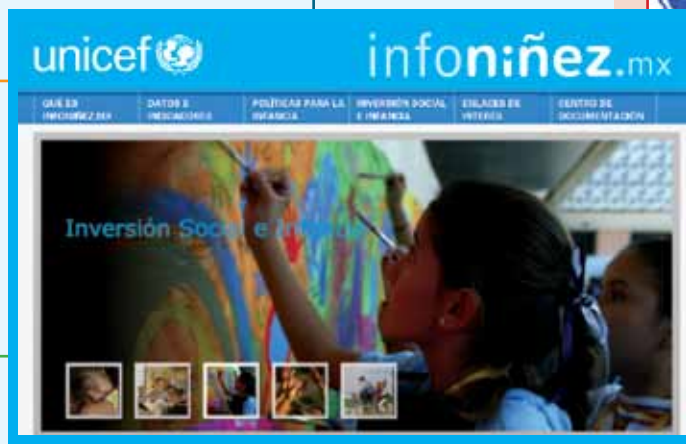 unicef
infoniñez.mx
QUÉ ES
INFONIÑEZ.MX
DATOS E
INDICADORES
POLÍTICAS PARA LA
INFANCIA
INVERSIÓN SOCIAL
E INFANCIA
ENLACES DE
INTERÉS
CENTRO DE
DOCUMENTACIÓN
Inversión Social e Infancia